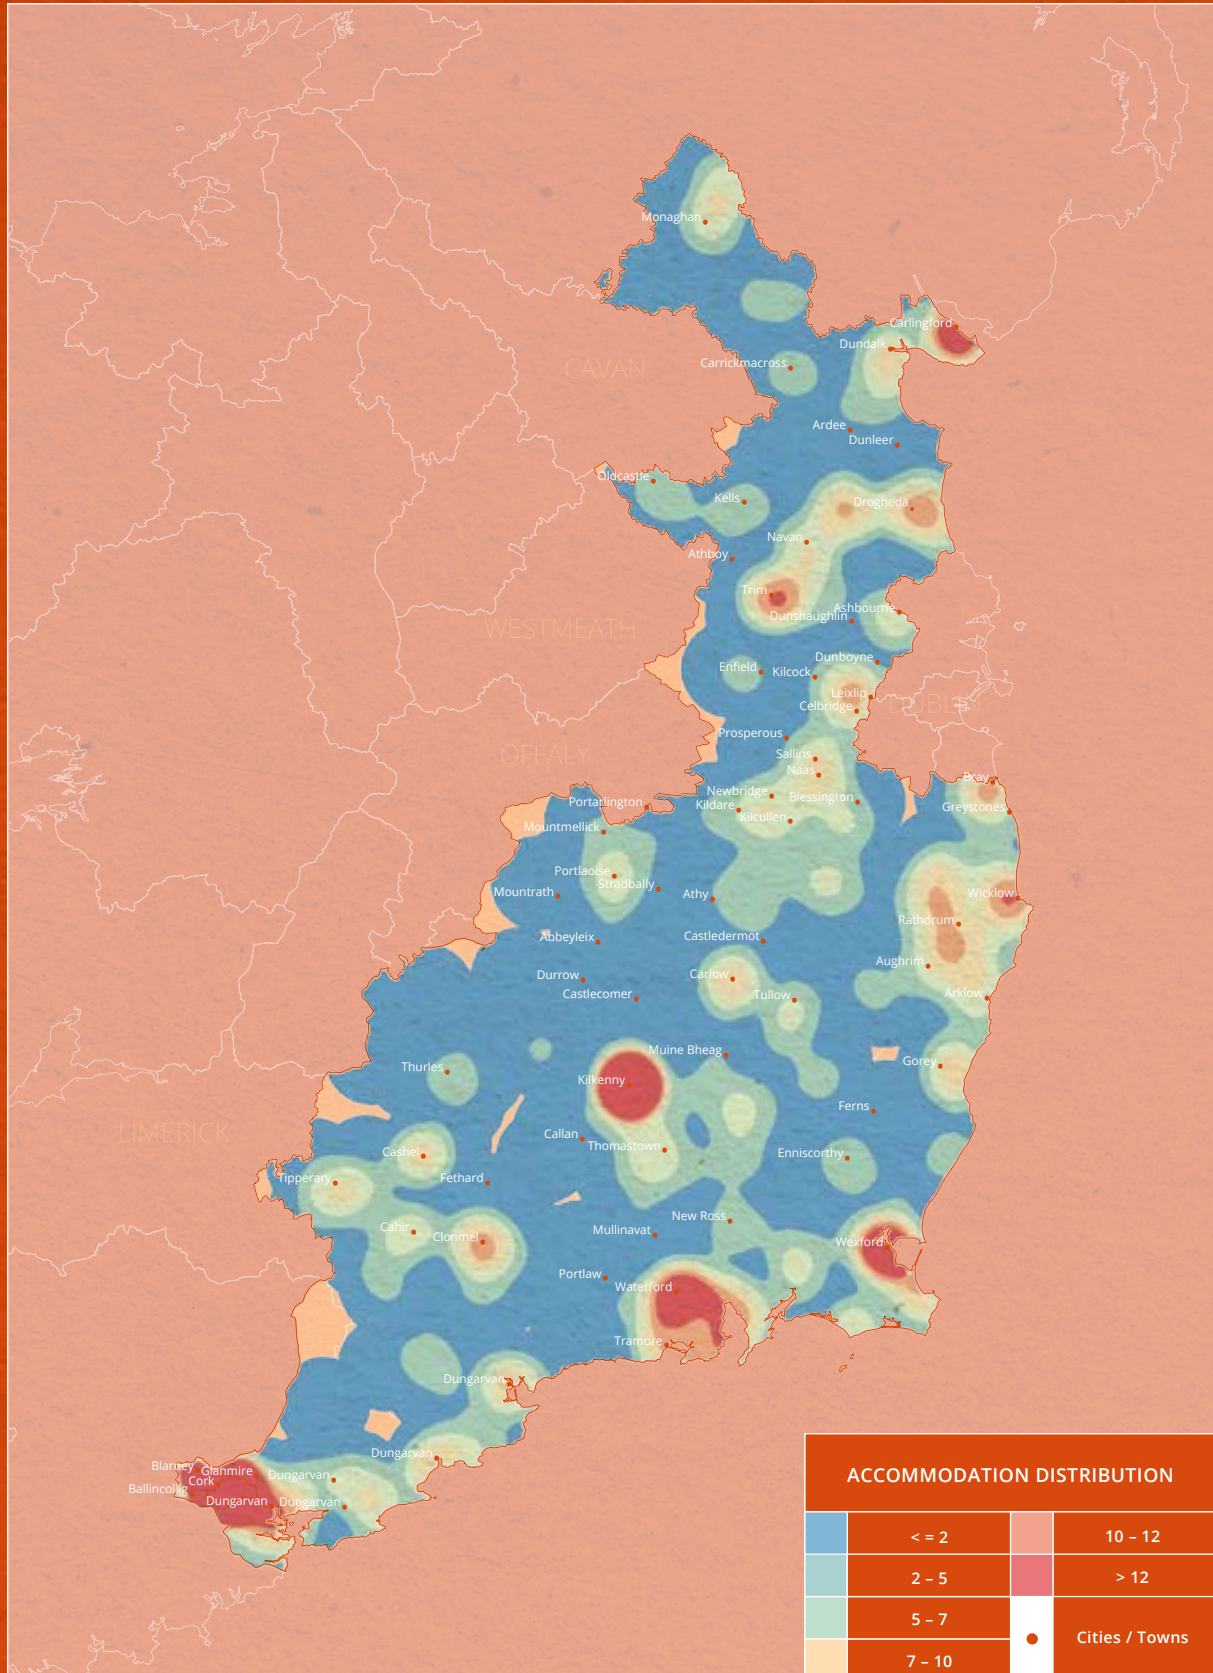 Monaghan
Carlingford
Dundalk
CAVAN
Carrickmacross
Ardee
Dunleer
Oldcastle
Kells
Drogheda
Navan
Athboy
Trim
Ashbourne
Dunshaughlin
WESTMEATH
Dunboyne
Enfield
Kilcock
Leixlip
Celbridge
DUBLIN
Prosperous
OFFALY
Sallins
Naas
Bray
Newbridge
Blessington
Portarlington
Kildare
Greystones
Kilcullen
Mountmellick
Portlaoise
Stradbally
Mountrath
Athy
Wicklow
Rathdrum
Abbeyleix
Castledermot
Aughrim
Durrow
Carlow
Castlecomer
Tullow
Arklow
Muine Bheag
Gorey
Thurles
Kilkenny
Ferns
LIMERICK
Callan
Thomastown
Cashel
Enniscorthy
Tipperary
Fethard
New Ross
Cahir
Mullinavat
Clonmel
Wexford
Portlaw
Waterford
Tramore
Dungarvan
Dungarvan
Blarney
Glanmire
Dungarvan
Cork
Ballincollig
Dungarvan
Dungarvan
ACCOMMODATION DISTRIBUTION
< = 2
10 – 12
2 – 5
> 12
5 – 7
Cities / Towns
7 – 10